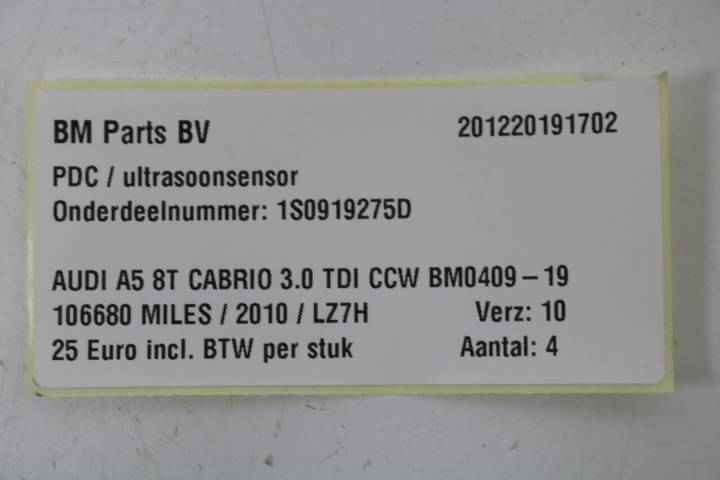 BM Parts BV 201220191702
PDC / ultrasoonsensor
Onderdeelnummer: 1S0919275D
AUDI A5 8T CABRIO 3.0 TDI CCW BM0409 – 19
106680 MILES / 2010 / LZ7H Verz: 10
25 Euro incl. BTW per stuk Aantal: 4